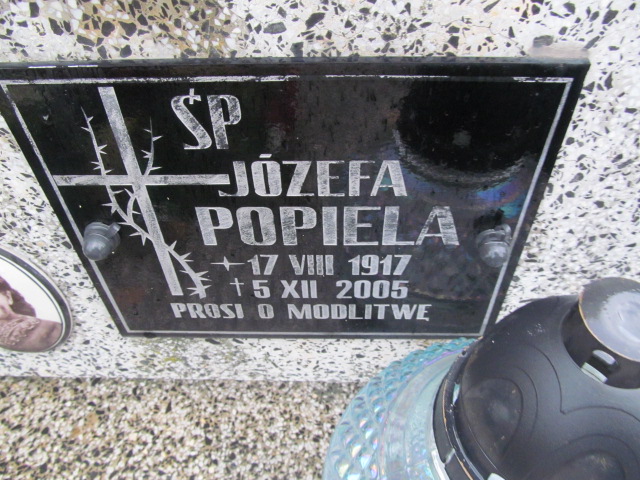 ŚP
JÓZEFA
POPIELA
17 VIII 1917
† 5 XII 2005
PROSI O MODLITWĘ